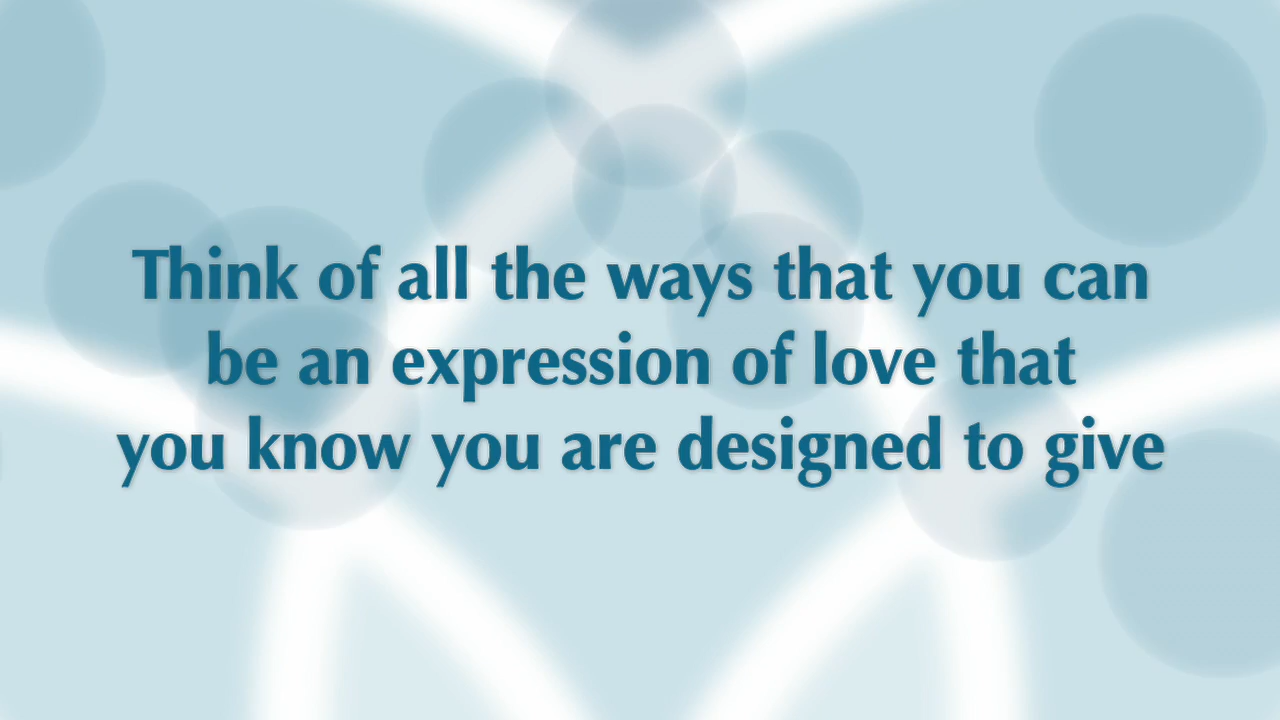 Think of all the ways that you can
be an expression of love that
you know you are designed to give